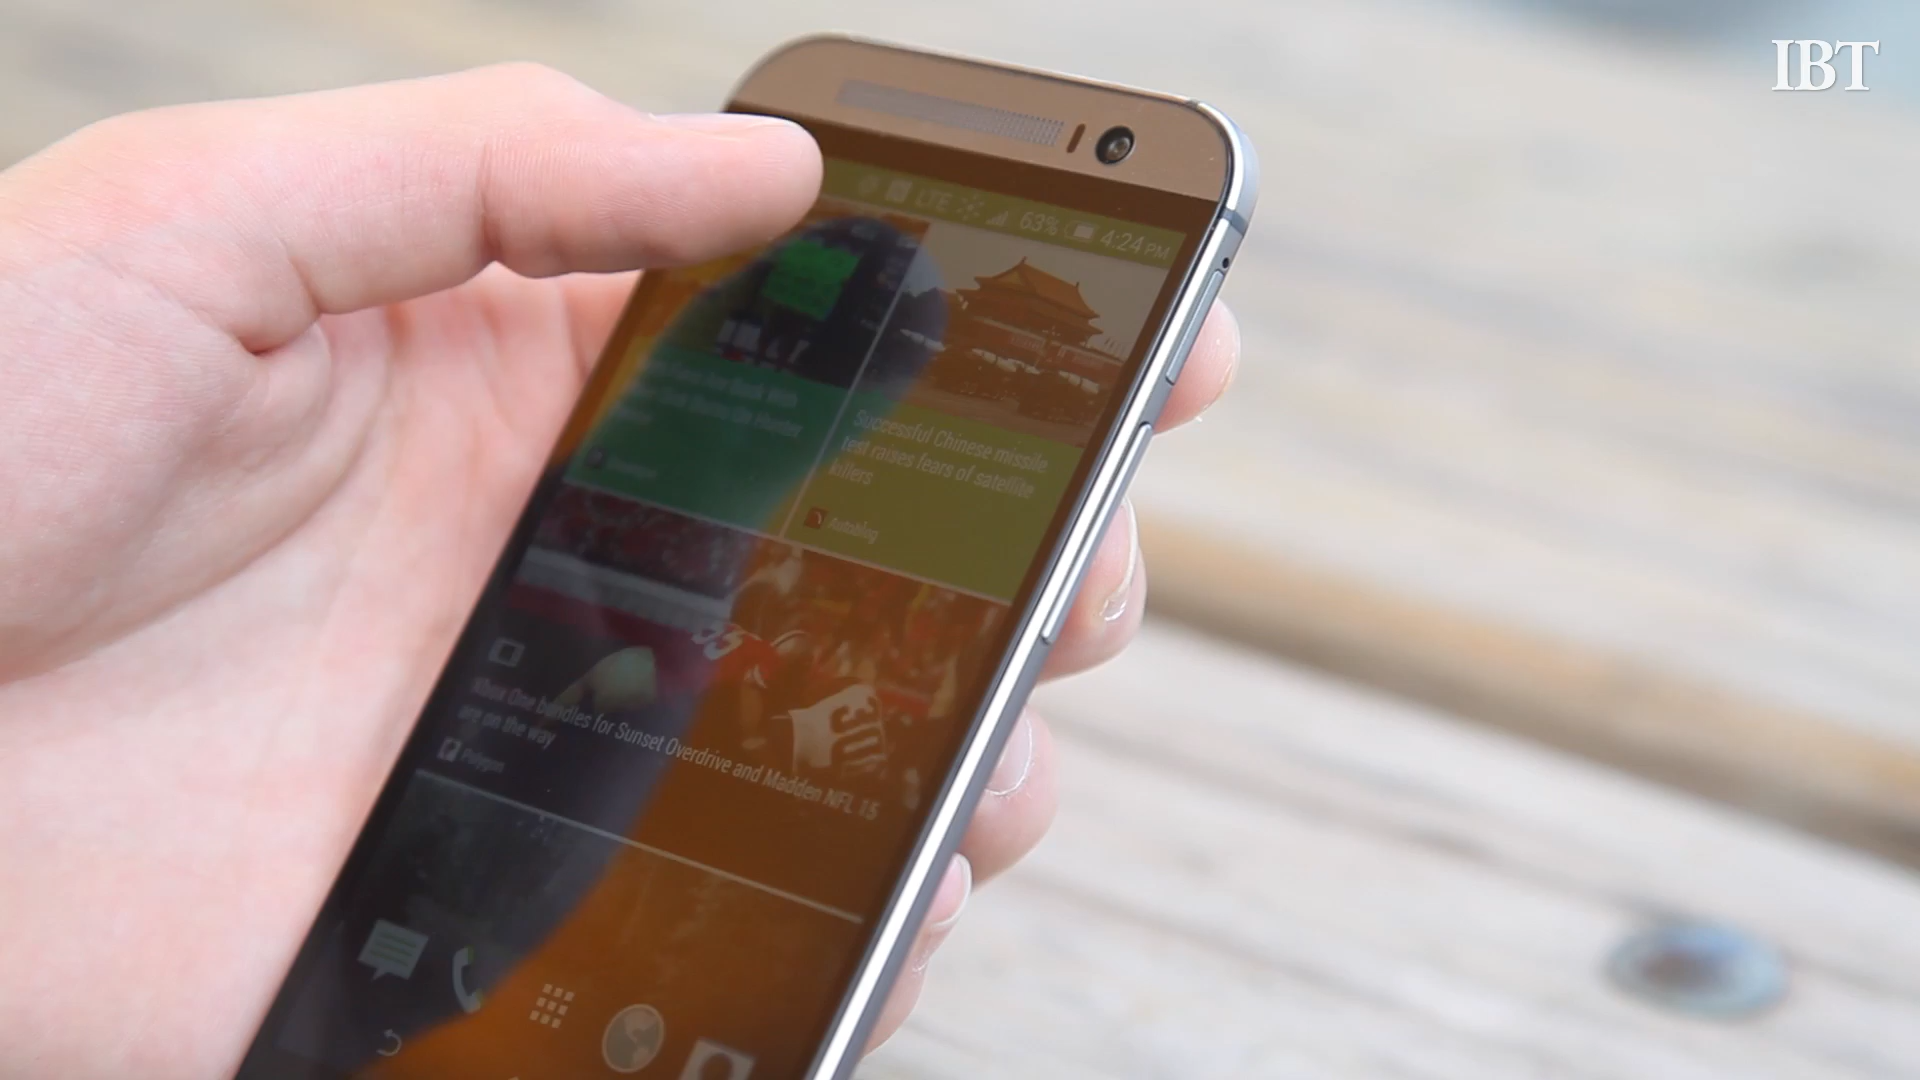 IBT
LTE 63% 4:24 PM
Successful Chinese missile
test raises fears of satellite
killers
Autoblog
Xbox One bundles for Sunset Overdrive and Madden NFL 15
are on the way
Polygon